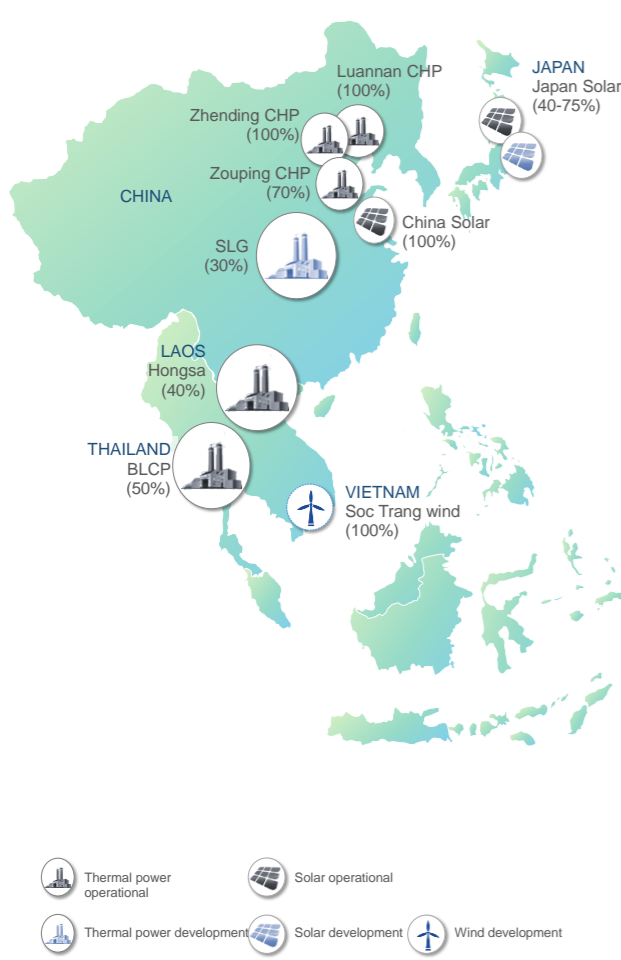 Luannan CHP
(100%)
JAPAN
Japan Solar
(40-75%)
Zhending CHP
(100%)
Zouping CHP
(70%)
CHINA
China Solar
(100%)
SLG
(30%)
LAOS
Hongsa
(40%)
THAILAND
BLCP
(50%)
VIETNAM
Soc Trang wind
(100%)
Thermal power
operational
Solar operational
Thermal power development
Solar development
Wind development